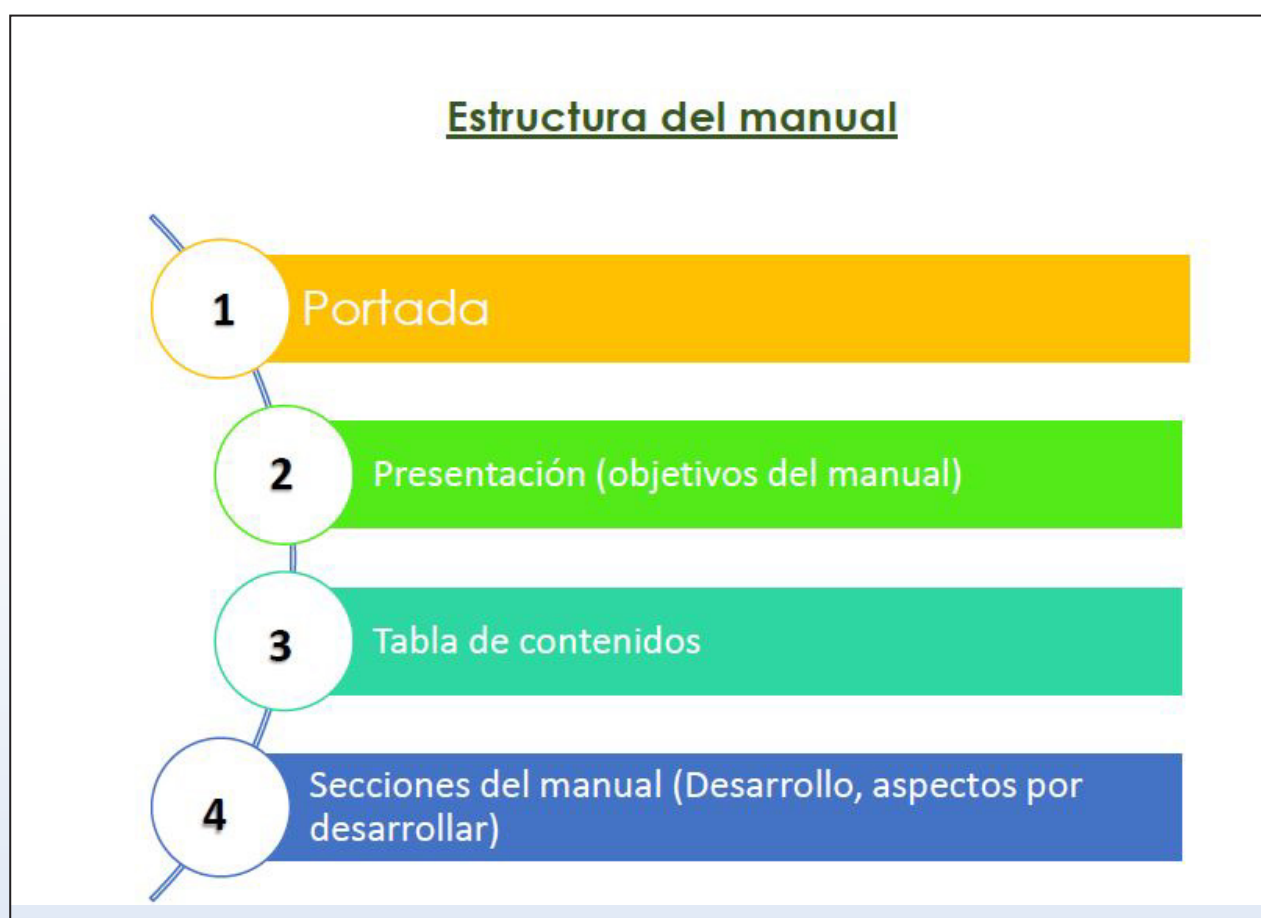 Estructura del manual
1
Portada
2
Presentación (objetivos del manual)
3
Tabla de contenidos
4
Secciones del manual (Desarrollo, aspectos por
desarrollar)